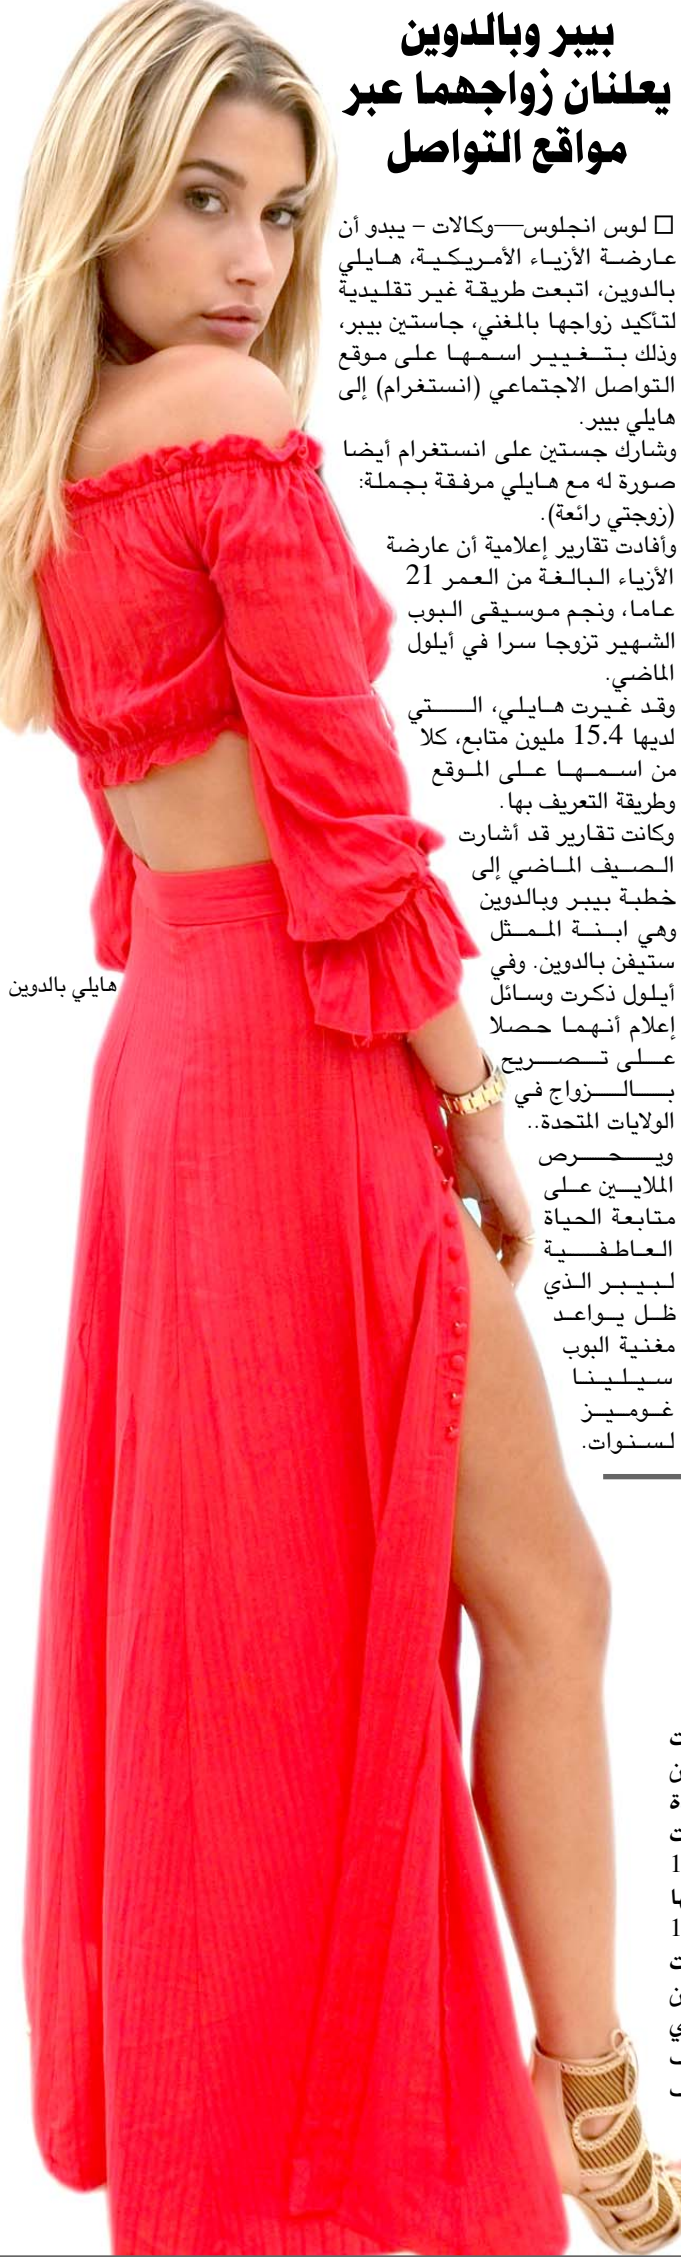 بيبر وبالدوين
يعلنان زواجهما عبر
مواقع التواصل
□ لوس انجلوس—وكالات - يبدو أن
عارضة الأزياء الأمريكية، هايلي
بالدوين، اتبعت طريقة غير تقليدية
لتأكيد زواجها بالمغني، جاستين بيبر،
وذلك بتغيير اسمها على موقع
التواصل الاجتماعي (انستغرام) إلى
هايلي بيبر.
وشارك جستين على انستغرام أيضا
صورة له مع هايلي مرفقة بجملة:
(زوجتي رائعة).
وأفادت تقارير إعلامية أن عارضة
الأزياء البالغة من العمر 21
عاما، ونجم موسيقى البوب
الشهير تزوجا سرا في أيلول
الماضي.
وقد غيرت هايلي، التي
لديها 15.4 مليون متابع، كلا
من اسمها على الموقع
وطريقة التعريف بها.
وكانت تقارير قد أشارت
الصيف الماضي إلى
خطبة بيبر وبالدوين
وهي ابنة الممثل
ستيفن بالدوين. وفي
أيلول ذكرت وسائل
إعلام أنهما حصلا
على تصريح
بالزواج في
الولايات المتحدة..
ويحرص
الملايين على
متابعة الحياة
العاطفية
لبيبر الذي
ظل يواعد
مغنية البوب
سيلينا
غوميز
لسنوات.
هايلي بالدوين